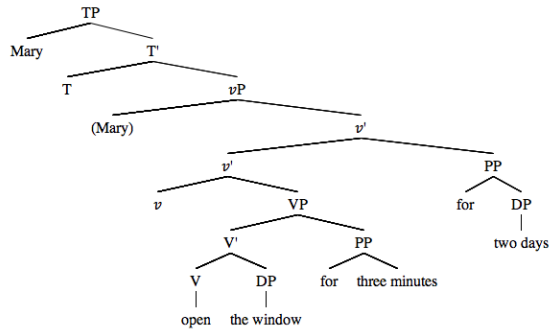 TP
Mary T'
T vP
(Mary) v'
v' PP
v VP for DP
V' PP two days
V DP for three minutes
open the window